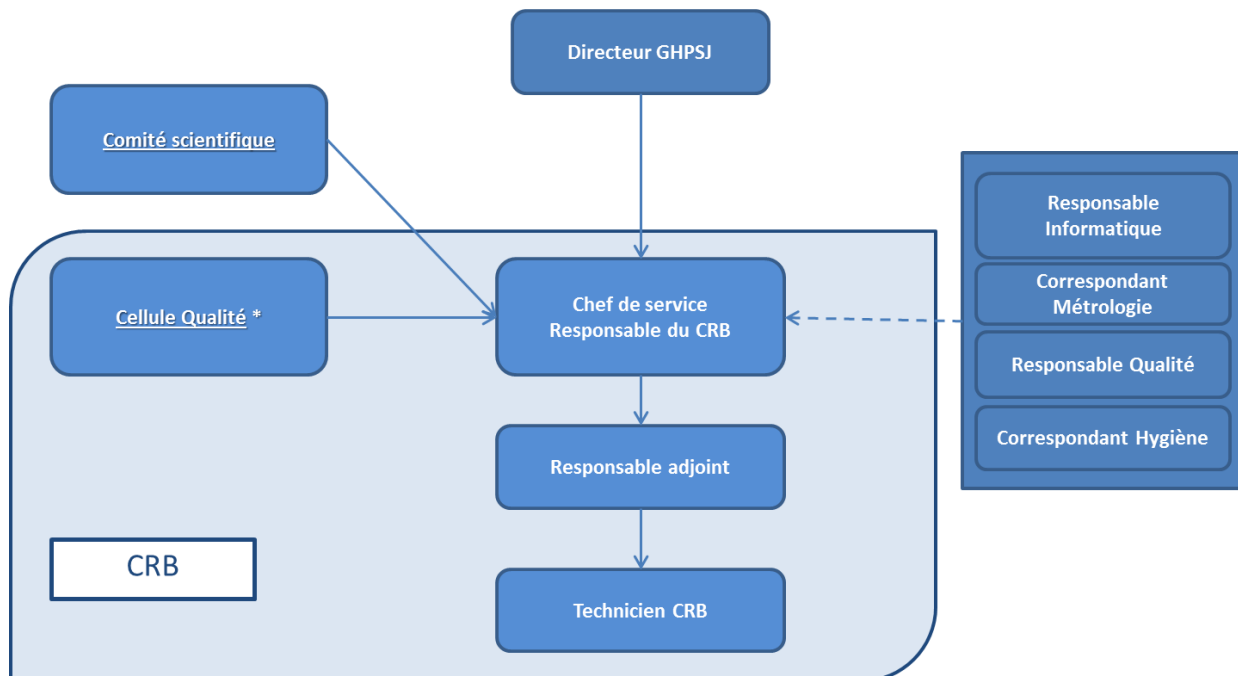 Directeur GHPSJ
Comité scientifique
Responsable
Informatique
Correspondant
Métrologie
Responsable Qualité
Correspondant Hygiène
Cellule Qualité *
Chef de service
Responsable du CRB
Responsable adjoint
CRB
Technicien CRB